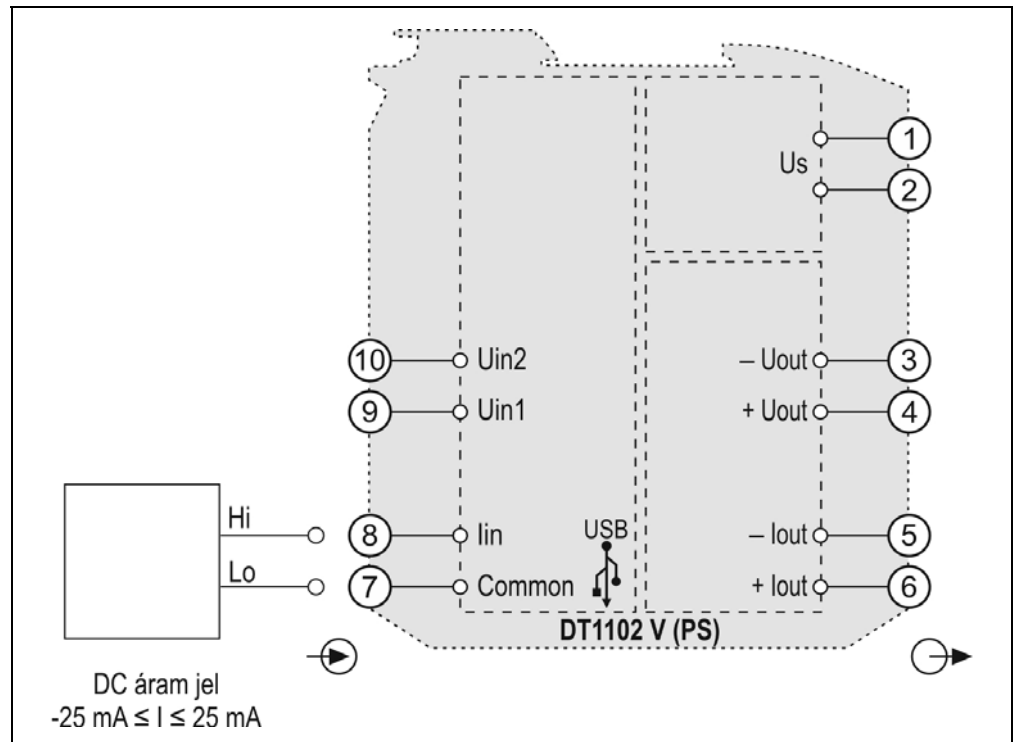 1
Us
2
10 Uin2
– Uout 3
9 Uin1
+ Uout 4
Hi
8 Iin
USB
– Iout 5
Lo
7 Common
+ Iout 6
DT1102 V (PS)
DC áram jel
-25 mA ≤ I ≤ 25 mA